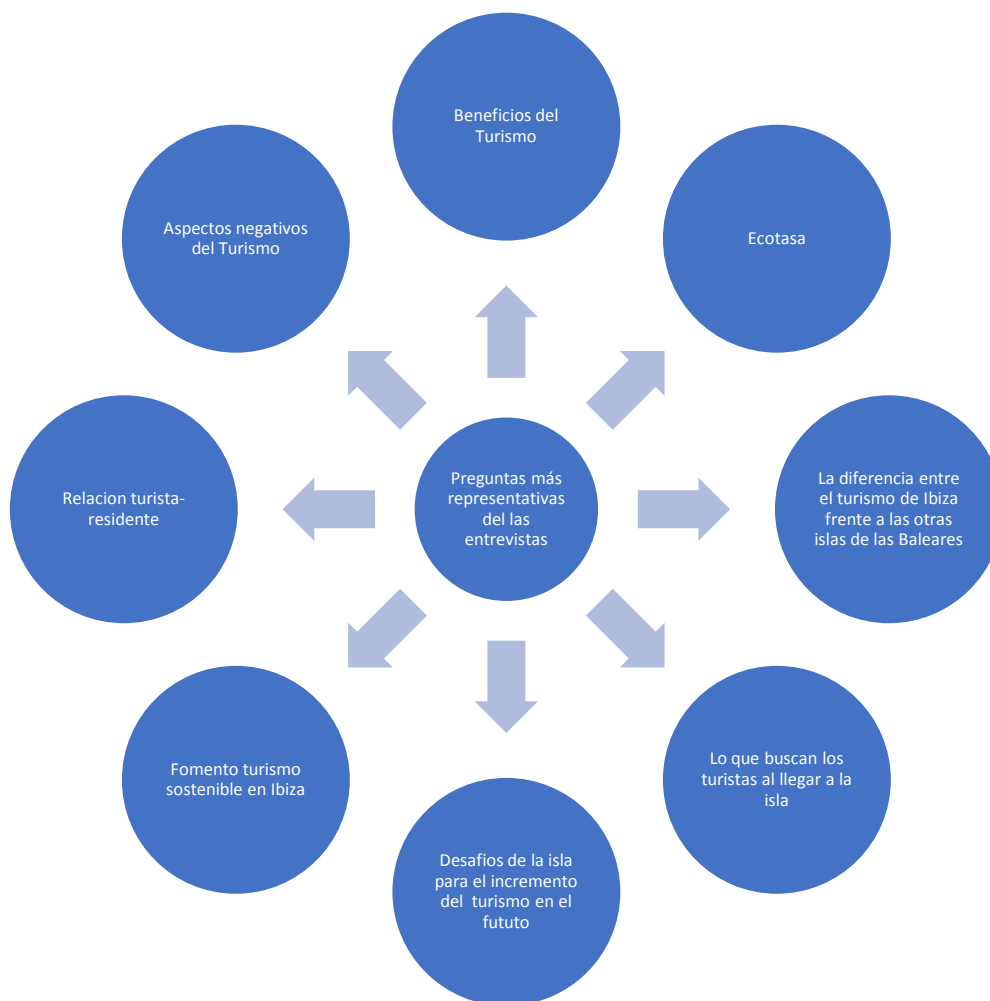 Beneficios del
Turismo
Aspectos negativos
del Turismo
Ecotasa
Relacion turista-
residente
Preguntas más
representativas
del las
entrevistas
La diferencia entre
el turismo de Ibiza
frente a las otras
islas de las Baleares
Fomento turismo
sostenible en Ibiza
Lo que buscan los
turistas al llegar a la
isla
Desafios de la isla
para el incremento
del turismo en el
fututo